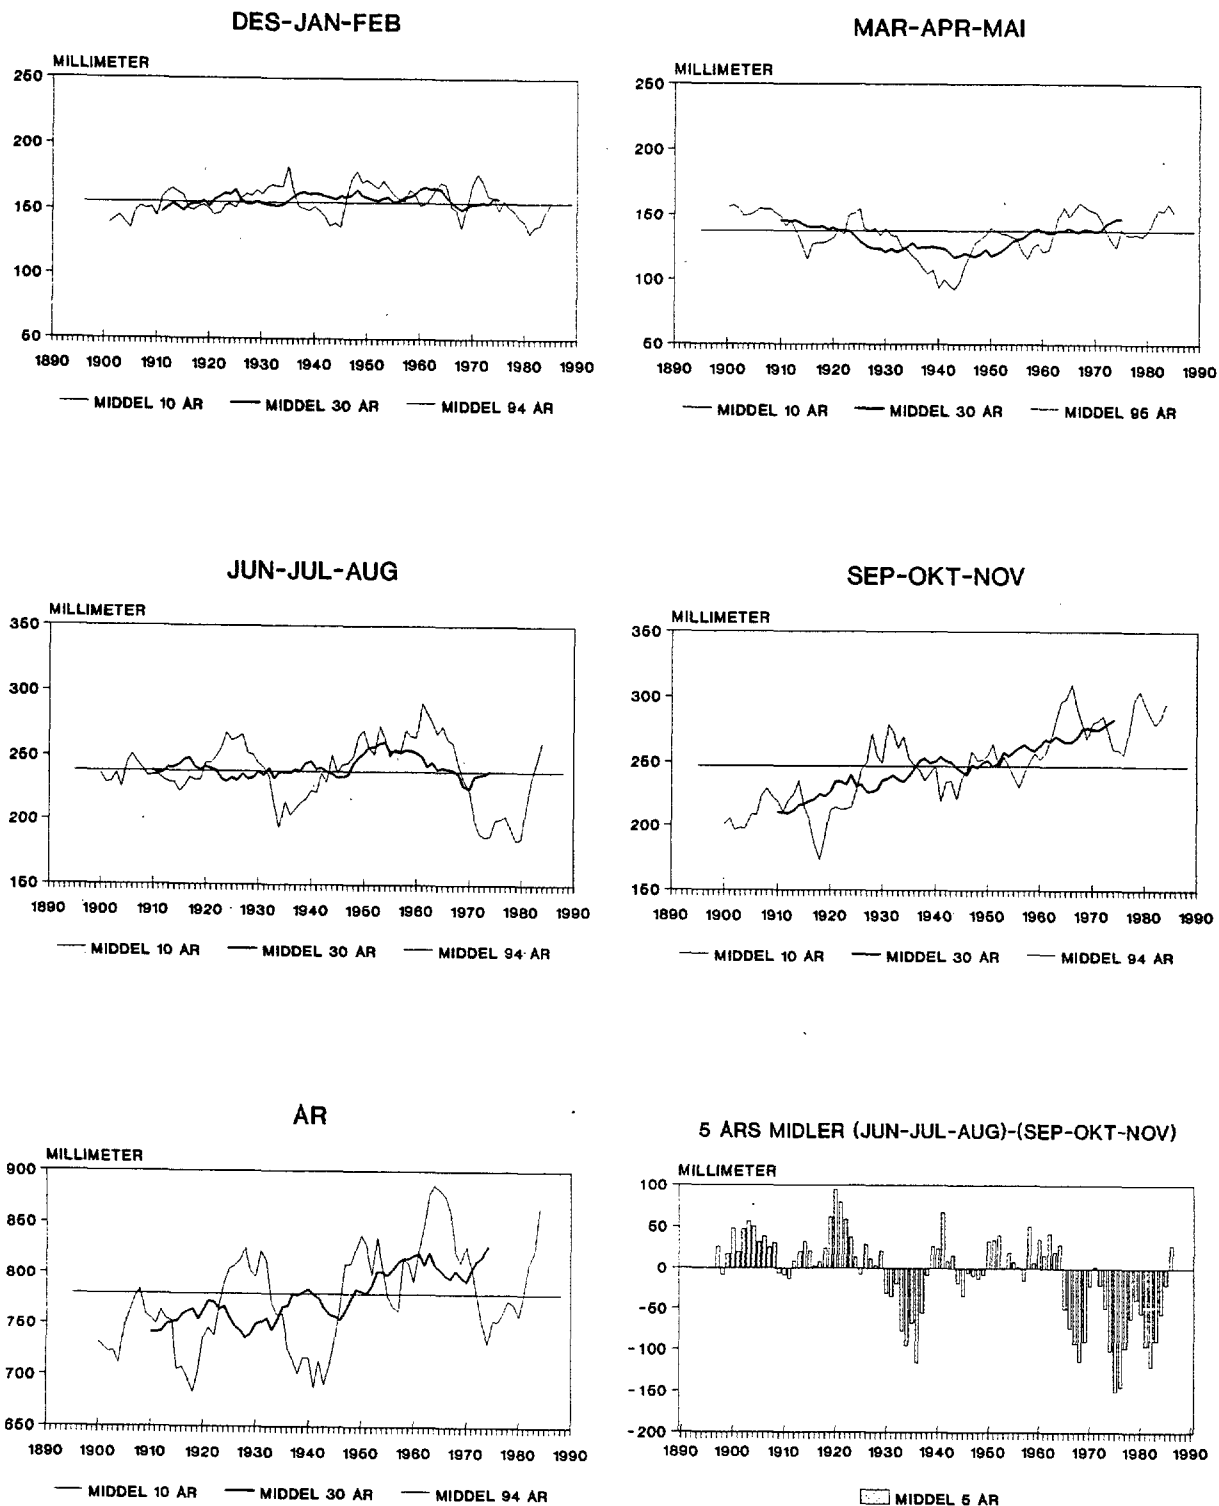 DES-JAN-FEB
MILLIMETER
250
200
150
100
50
1890 1900 1910 1920 1930 1940 1950 1960 1970 1980 1990
MIDDEL 10 ÅR MIDDEL 30 ÅR MIDDEL 94 ÅR
MAR-APR-MAI
MILLIMETER
250
200
150
100
50
1890 1900 1910 1920 1930 1940 1950 1960 1970 1980 1990
MIDDEL 10 ÅR MIDDEL 30 ÅR MIDDEL 95 ÅR
JUN-JUL-AUG
MILLIMETER
350
300
250
200
150
1890 1900 1910 1920 1930 1940 1950 1960 1970 1980 1990
MIDDEL 10 ÅR MIDDEL 30 ÅR MIDDEL 94 ÅR
SEP-OKT-NOV
MILLIMETER
350
300
250
200
150
1890 1900 1910 1920 1930 1940 1950 1960 1970 1980 1990
MIDDEL 10 ÅR MIDDEL 30 ÅR MIDDEL 94 ÅR
ÅR
MILLIMETER
900
850
800
750
700
650
1890 1900 1910 1920 1930 1940 1950 1960 1970 1980 1990
MIDDEL 10 ÅR MIDDEL 30 ÅR MIDDEL 94 ÅR
5 ÅRS MIDLER (JUN-JUL-AUG)-(SEP-OKT-NOV)
MILLIMETER
100
50
0
-50
-100
-150
-200
1890 1900 1910 1920 1930 1940 1950 1960 1970 1980 1990
MIDDEL 5 ÅR